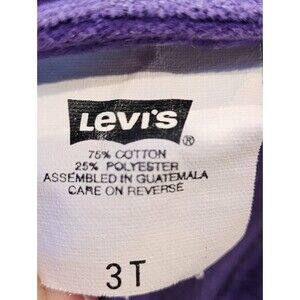 Levi's ®
75% COTTON
25% POLYESTER
ASSEMBLED IN GUATEMALA
CARE ON REVERSE
3T